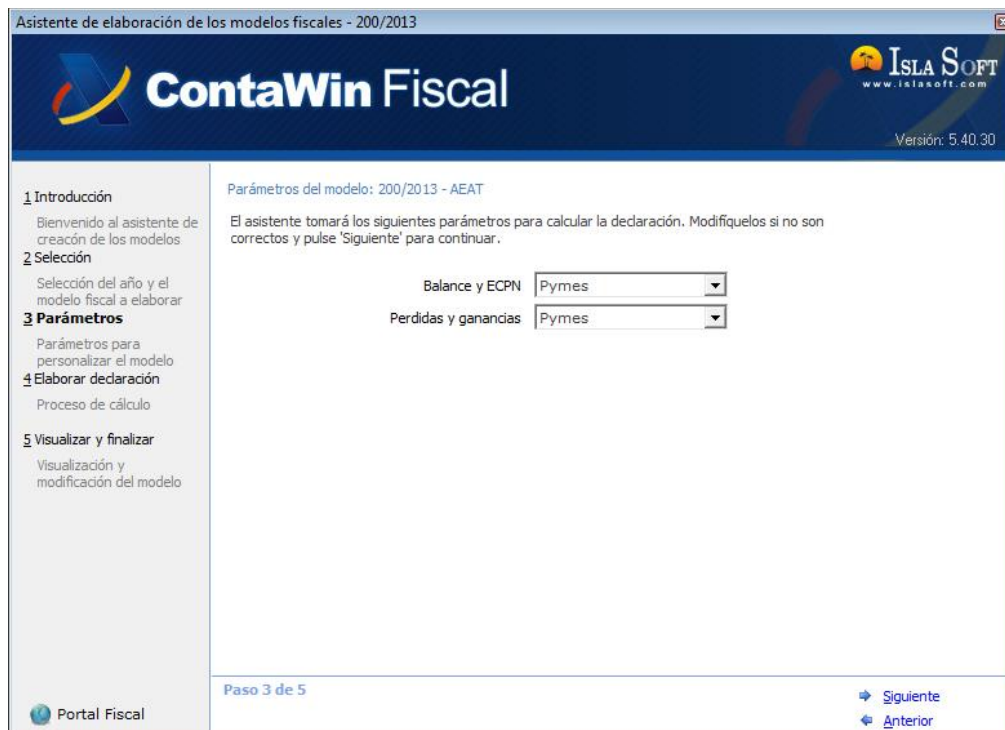 Asistente de elaboración de los modelos fiscales - 200/2013
ContaWin Fiscal
ISLA SOFT
www.islasoft.com
Versión: 5.40.30
1 Introducción
Bienvenido al asistente de
creacón de los modelos
2 Selección
Selección del año y el
modelo fiscal a elaborar
3 Parámetros
Parámetros para
personalizar el modelo
4 Elaborar declaración
Proceso de cálculo
5 Visualizar y finalizar
Visualización y
modificación del modelo
Portal Fiscal
Parámetros del modelo: 200/2013 - AEAT
El asistente tomará los siguientes parámetros para calcular la declaración. Modifíquelos si no son
correctos y pulse 'Siguiente' para continuar.
Balance y ECPN Pymes
Perdidas y ganancias Pymes
Paso 3 de 5
Siguiente
Anterior